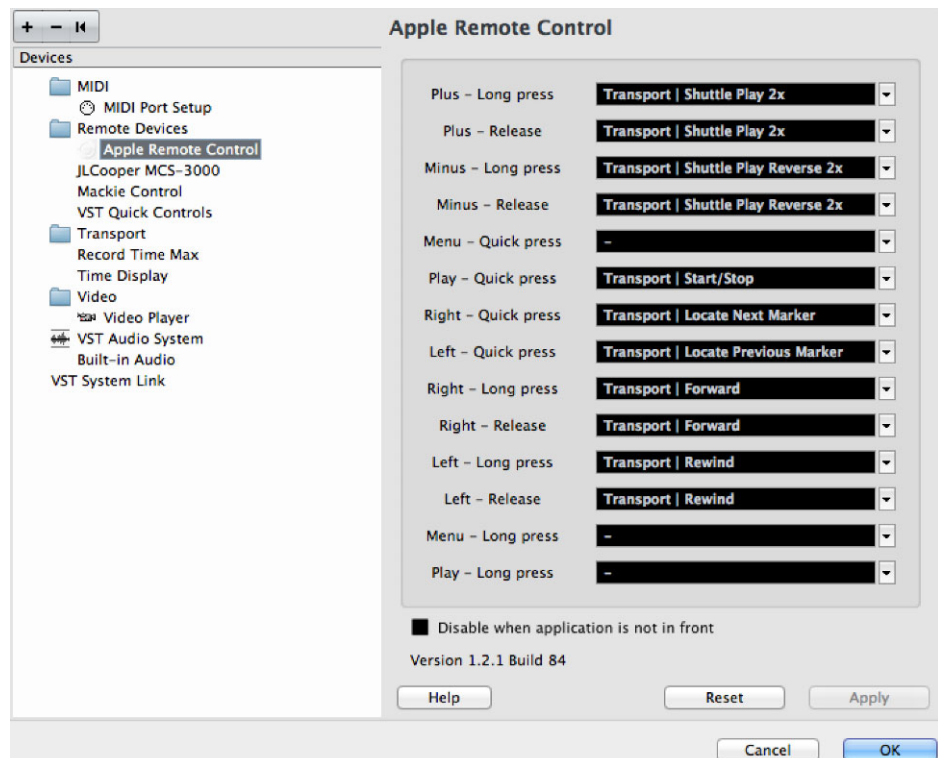 Apple Remote Control
Devices
MIDI
MIDI Port Setup
Remote Devices
Apple Remote Control
JLCooper MCS-3000
Mackie Control
VST Quick Controls
Transport
Record Time Max
Time Display
Video
Video Player
VST Audio System
Built-in Audio
VST System Link
Plus - Long press Transport | Shuttle Play 2x
Plus - Release Transport | Shuttle Play 2x
Minus - Long press Transport | Shuttle Play Reverse 2x
Minus - Release Transport | Shuttle Play Reverse 2x
Menu - Quick press -
Play - Quick press Transport | Start/Stop
Right - Quick press Transport | Locate Next Marker
Left - Quick press Transport | Locate Previous Marker
Right - Long press Transport | Forward
Right - Release Transport | Forward
Left - Long press Transport | Rewind
Left - Release Transport | Rewind
Menu - Long press -
Play - Long press -
Disable when application is not in front
Version 1.2.1 Build 84
Help Reset Apply
Cancel OK